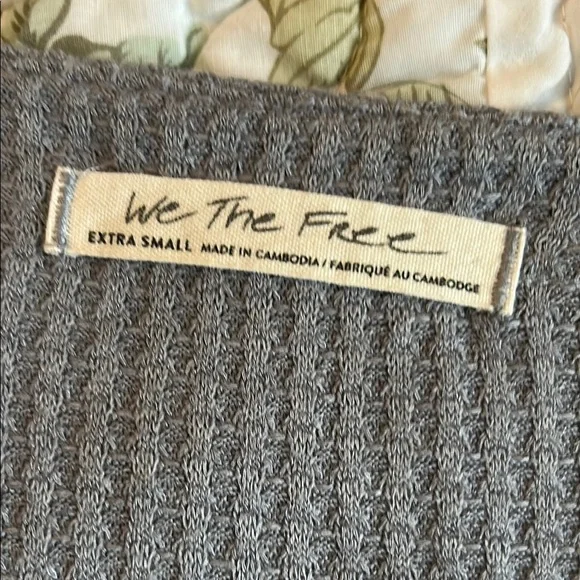 We The Free
EXTRA SMALL MADE IN CAMBODIA / FABRIQUÉ AU CAMBODGE